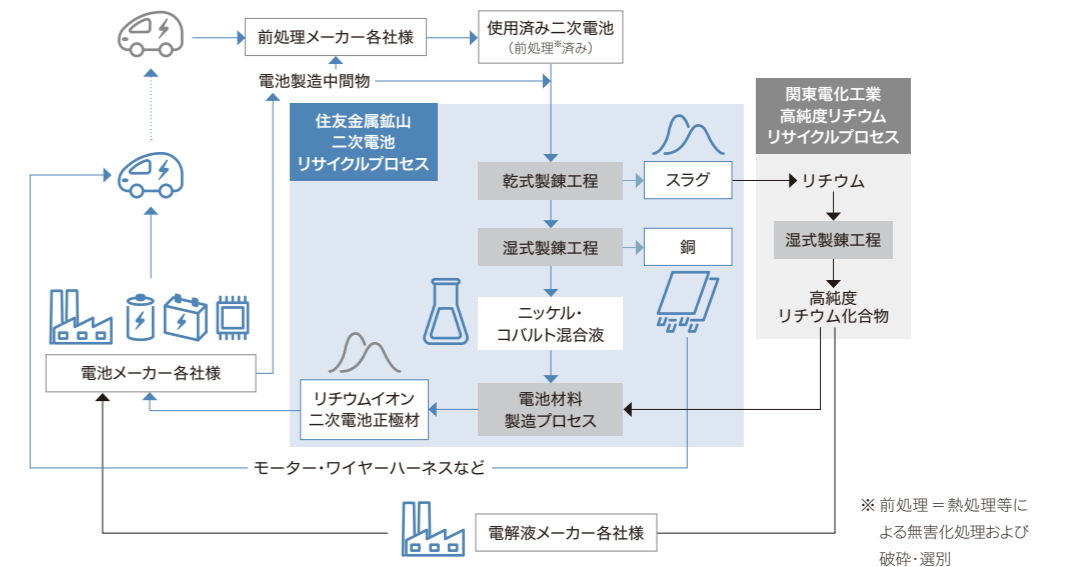 前処理メーカー各社様
使用済み二次電池
（前処理※済み）
電池製造中間物
住友金属鉱山
二次電池
リサイクルプロセス
関東電化工業
高純度リチウム
リサイクルプロセス
乾式製錬工程
スラグ
リチウム
湿式製錬工程
銅
湿式製錬工程
ニッケル・
コバルト混合液
高純度
リチウム化合物
電池メーカー各社様
リチウムイオン
二次電池正極材
電池材料
製造プロセス
モーター・ワイヤーハーネスなど
電解液メーカー各社様
※ 前処理＝熱処理等に
よる無害化処理および
破砕・選別